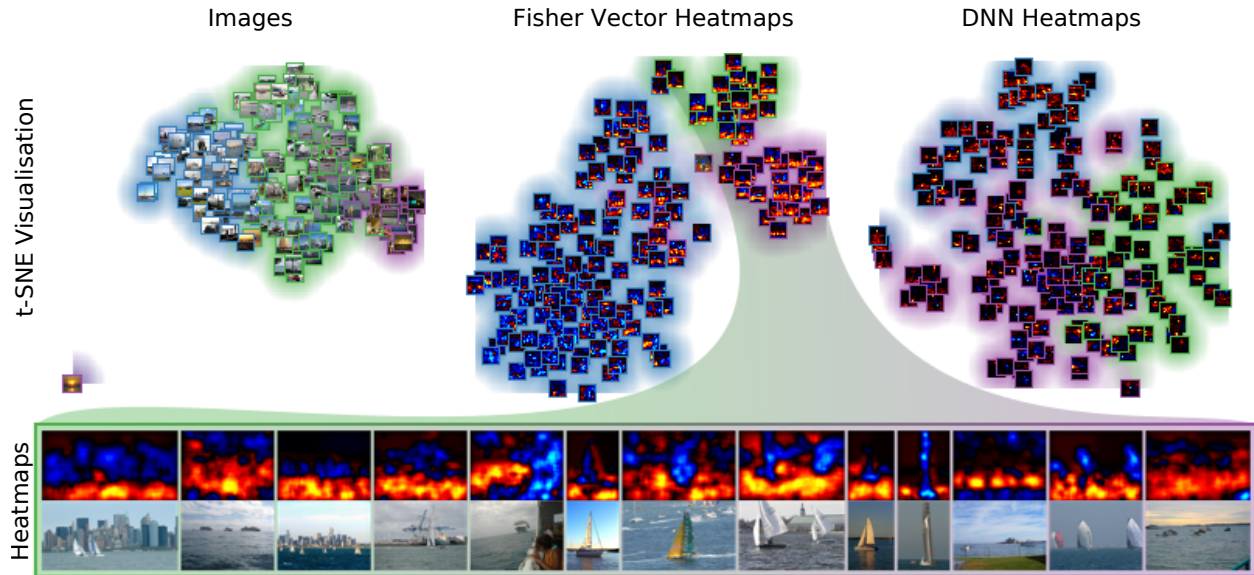 Images
Fisher Vector Heatmaps
DNN Heatmaps
t-SNE Visualisation
Heatmaps